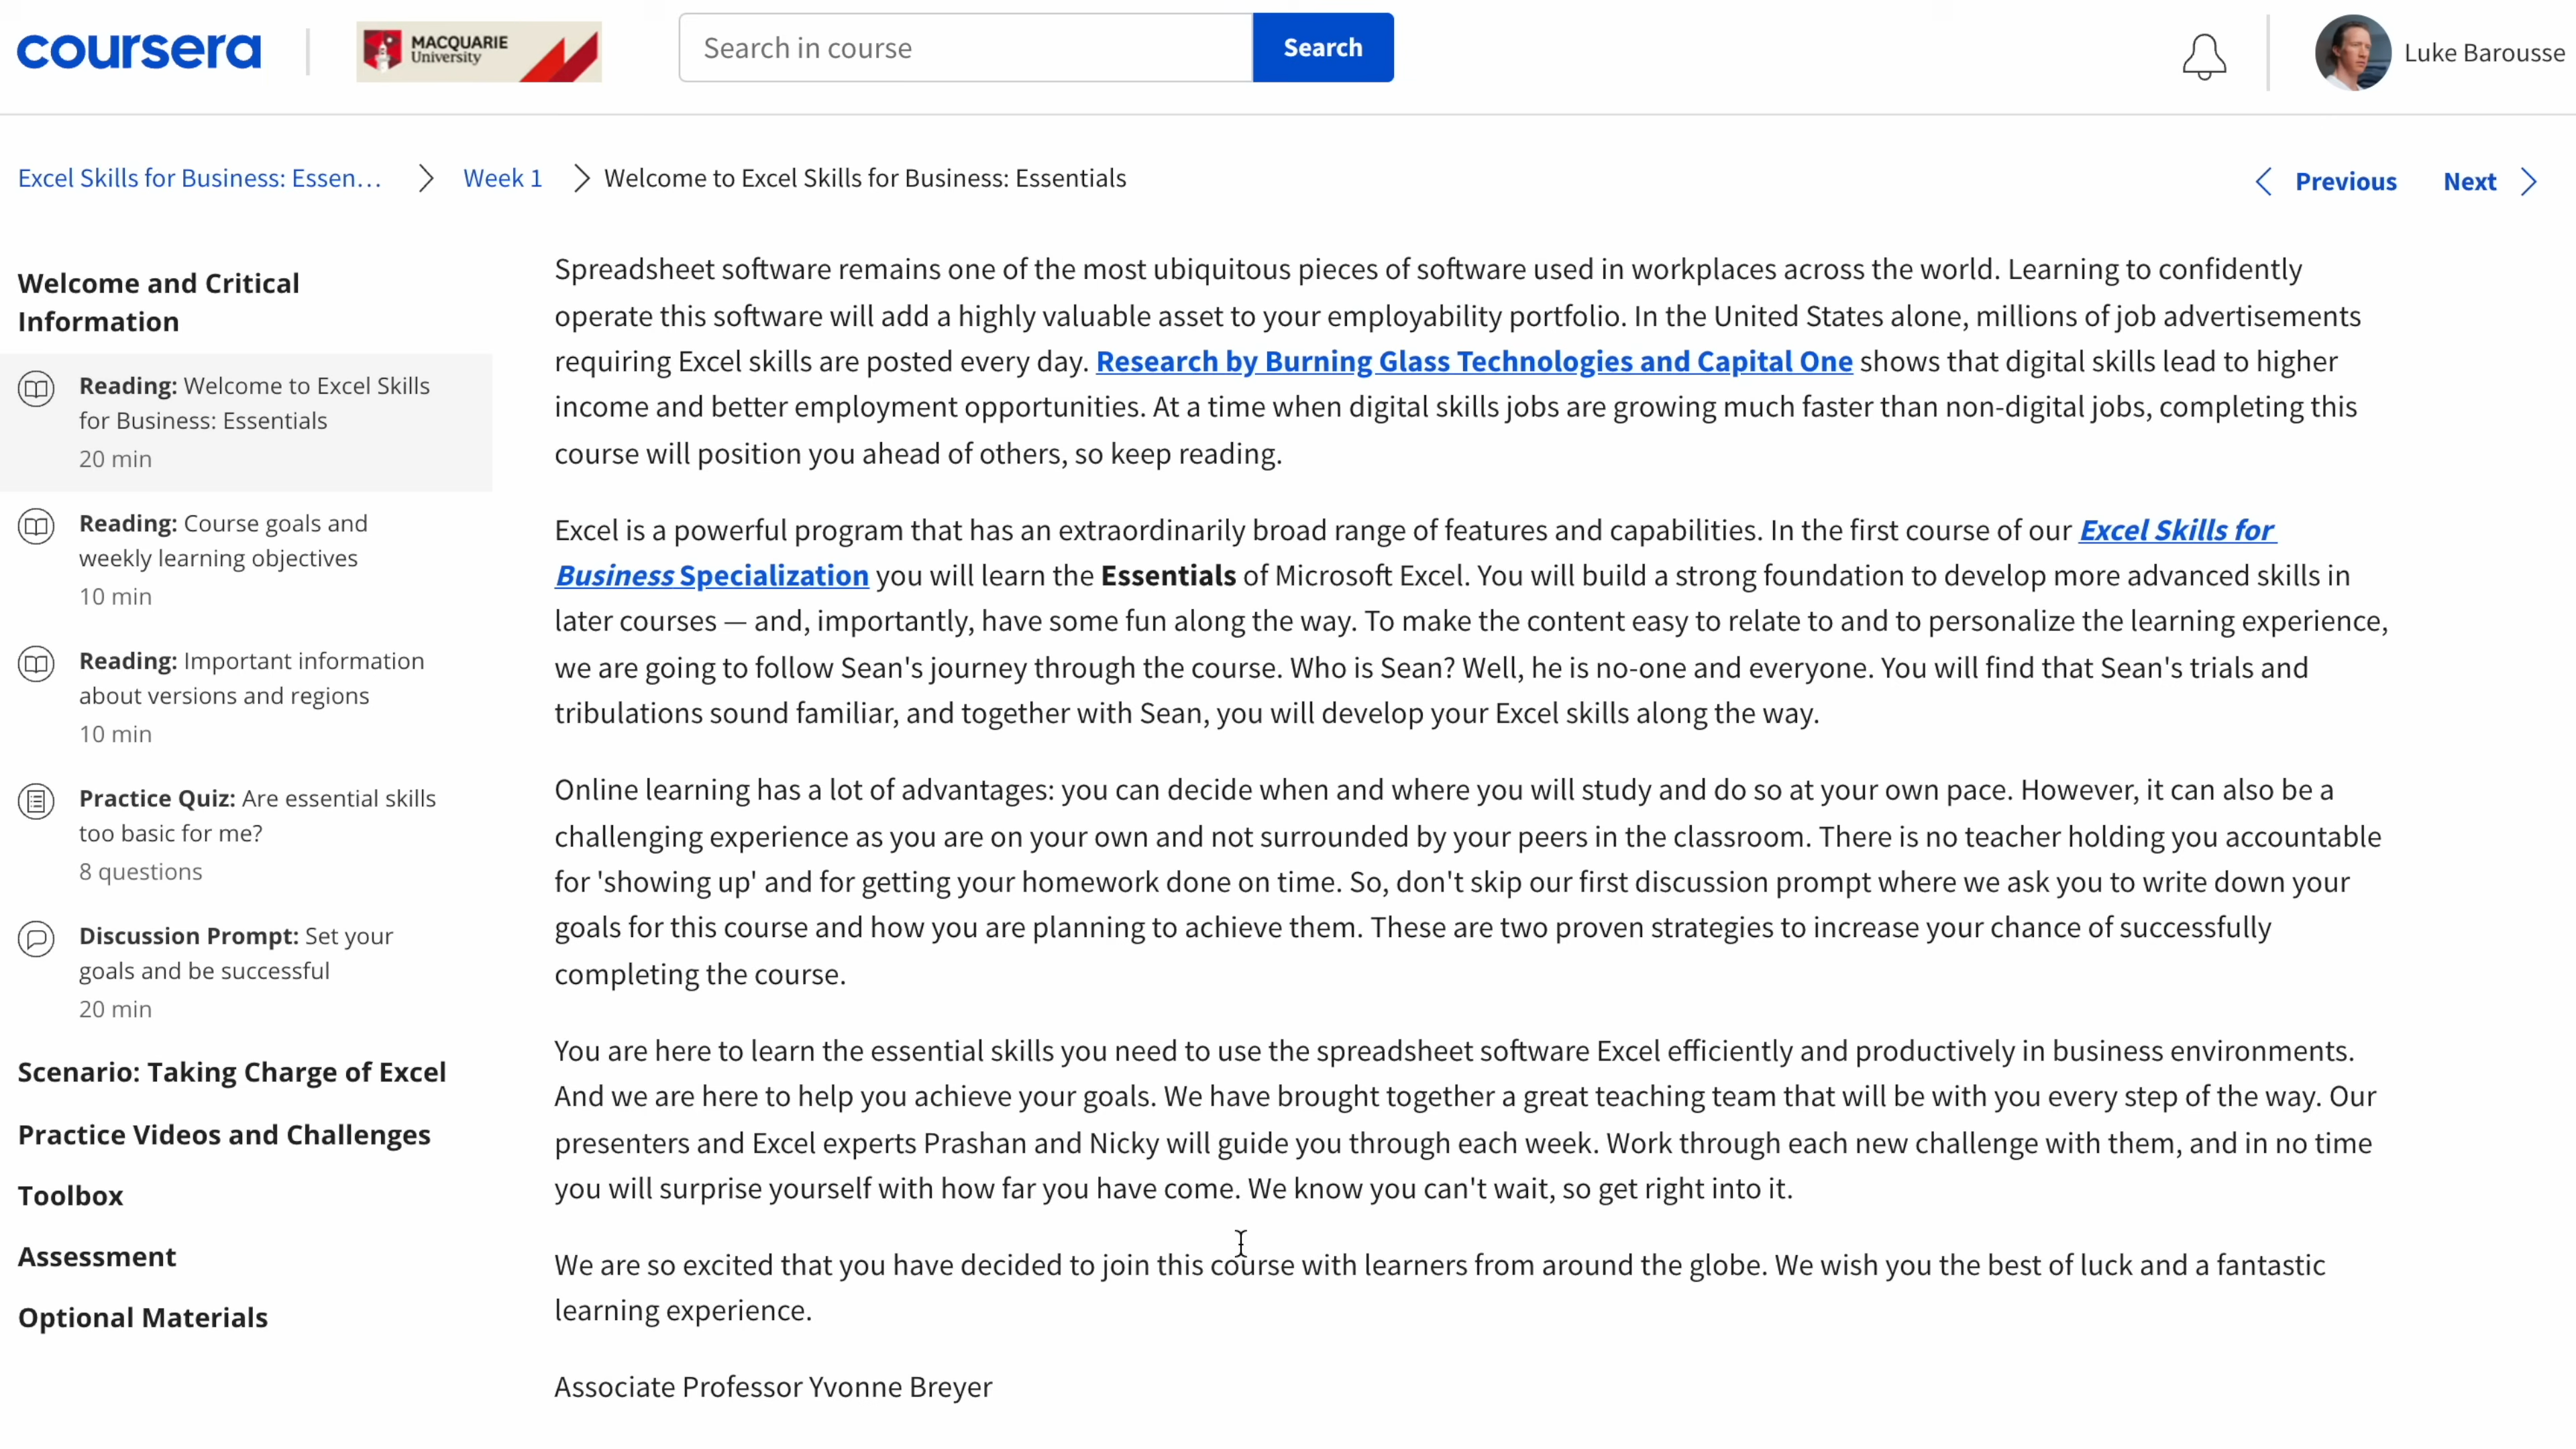 coursera
MACQUARIE
University
Search in course
Search
Luke Barousse
Excel Skills for Business: Essen...
Week 1
Welcome to Excel Skills for Business: Essentials
Previous
Next
Welcome and Critical
Information
Reading: Welcome to Excel Skills
for Business: Essentials
20 min
Reading: Course goals and
weekly learning objectives
10 min
Reading: Important information
about versions and regions
10 min
Practice Quiz: Are essential skills
too basic for me?
8 questions
Discussion Prompt: Set your
goals and be successful
20 min
Scenario: Taking Charge of Excel
Practice Videos and Challenges
Toolbox
Assessment
Optional Materials
Spreadsheet software remains one of the most ubiquitous pieces of software used in workplaces across the world. Learning to confidently
operate this software will add a highly valuable asset to your employability portfolio. In the United States alone, millions of job advertisements
requiring Excel skills are posted every day. Research by Burning Glass Technologies and Capital One shows that digital skills lead to higher
income and better employment opportunities. At a time when digital skills jobs are growing much faster than non-digital jobs, completing this
course will position you ahead of others, so keep reading.
Excel is a powerful program that has an extraordinarily broad range of features and capabilities. In the first course of our Excel Skills for
Business Specialization you will learn the Essentials of Microsoft Excel. You will build a strong foundation to develop more advanced skills in
later courses — and, importantly, have some fun along the way. To make the content easy to relate to and to personalize the learning experience,
we are going to follow Sean's journey through the course. Who is Sean? Well, he is no-one and everyone. You will find that Sean's trials and
tribulations sound familiar, and together with Sean, you will develop your Excel skills along the way.
Online learning has a lot of advantages: you can decide when and where you will study and do so at your own pace. However, it can also be a
challenging experience as you are on your own and not surrounded by your peers in the classroom. There is no teacher holding you accountable
for 'showing up' and for getting your homework done on time. So, don't skip our first discussion prompt where we ask you to write down your
goals for this course and how you are planning to achieve them. These are two proven strategies to increase your chance of successfully
completing the course.
You are here to learn the essential skills you need to use the spreadsheet software Excel efficiently and productively in business environments.
And we are here to help you achieve your goals. We have brought together a great teaching team that will be with you every step of the way. Our
presenters and Excel experts Prashan and Nicky will guide you through each week. Work through each new challenge with them, and in no time
you will surprise yourself with how far you have come. We know you can't wait, so get right into it.
We are so excited that you have decided to join this course with learners from around the globe. We wish you the best of luck and a fantastic
learning experience.
Associate Professor Yvonne Breyer